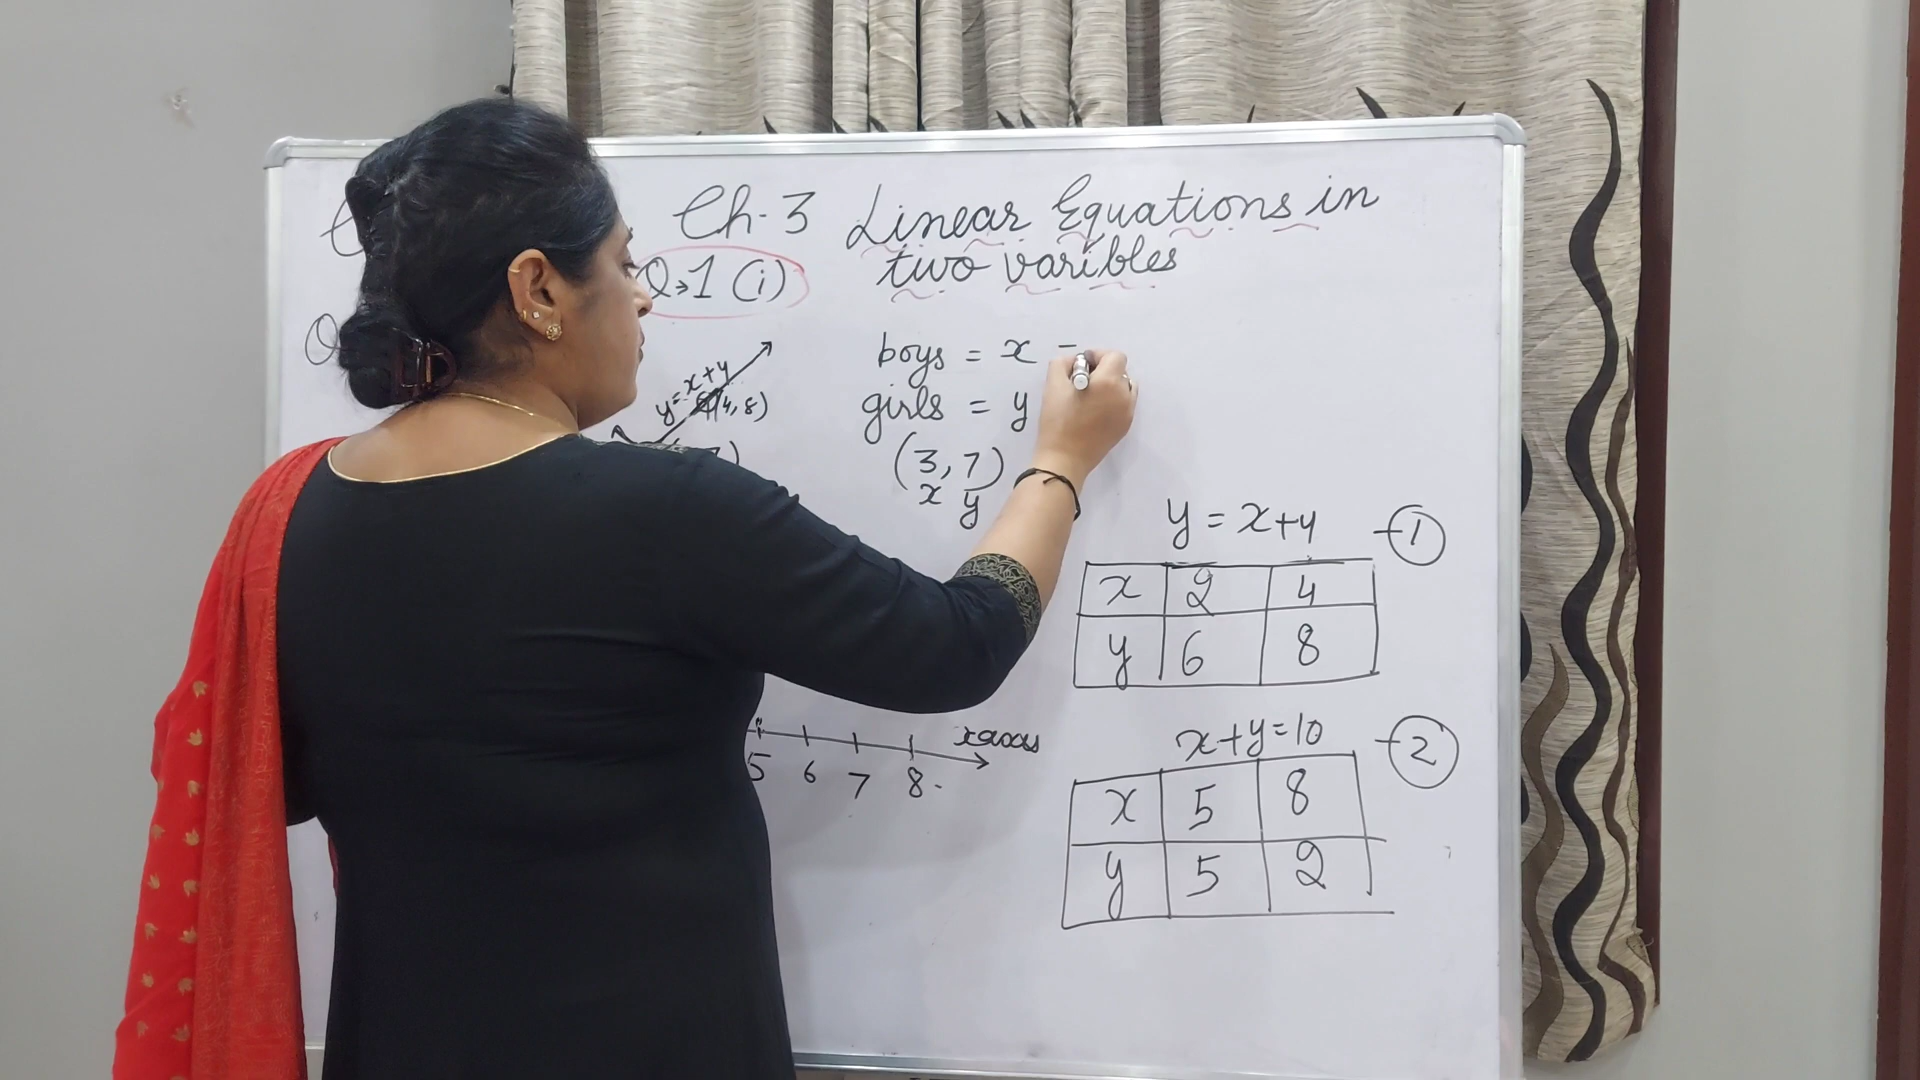 Ch-3 Linear Equations in
two varibles
Q→1 (i)
y=x+4
(4,8)
boys = x =
girls = y
(3, 7)
x y
y = x+4 -①
x 2 4
y 6 8
x+y=10 -②
x 5 8
y 5 2
5 6 7 8